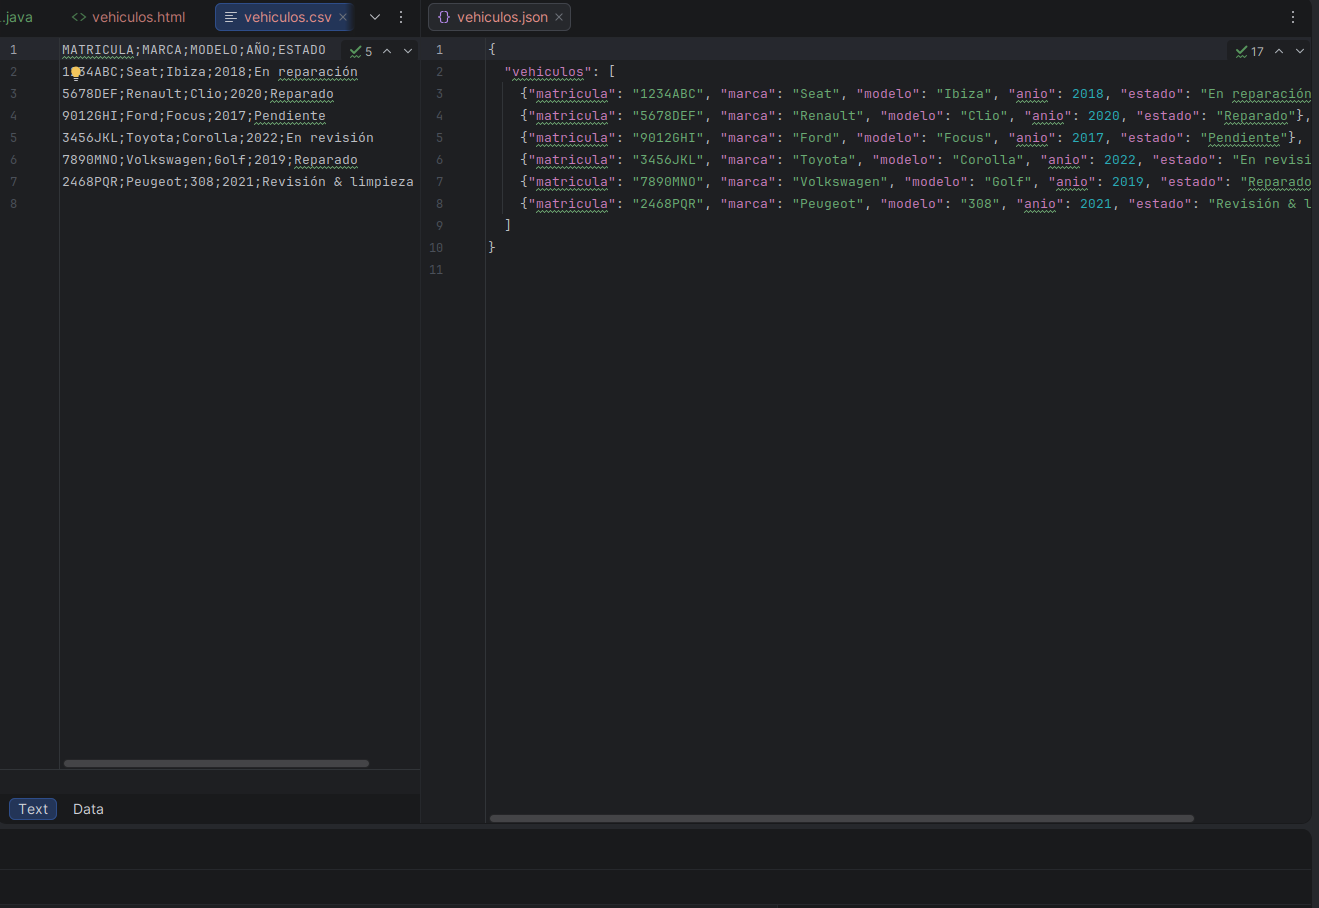 .java
<> vehiculos.html
vehiculos.csv
{} vehiculos.json
1 MATRICULA;MARCA;MODELO;AÑO;ESTADO
5
2 1 34ABC;Seat;Ibiza;2018;En reparación
3 5678DEF;Renault;Clio;2020;Reparado
4 9012GHI;Ford;Focus;2017;Pendiente
5 3456JKL;Toyota;Corolla;2022;En revisión
6 7890MNO;Volkswagen;Golf;2019;Reparado
7 2468PQR;Peugeot;308;2021;Revisión & limpieza
8
Text Data
1 {
17
2 "vehiculos": [
3 {"matricula": "1234ABC", "marca": "Seat", "modelo": "Ibiza", "anio": 2018, "estado": "En reparación
4 {"matricula": "5678DEF", "marca": "Renault", "modelo": "Clio", "anio": 2020, "estado": "Reparado"},
5 {"matricula": "9012GHI", "marca": "Ford", "modelo": "Focus", "anio": 2017, "estado": "Pendiente"},
6 {"matricula": "3456JKL", "marca": "Toyota", "modelo": "Corolla", "anio": 2022, "estado": "En revisi
7 {"matricula": "7890MNO", "marca": "Volkswagen", "modelo": "Golf", "anio": 2019, "estado": "Reparado
8 {"matricula": "2468PQR", "marca": "Peugeot", "modelo": "308", "anio": 2021, "estado": "Revisión & l
9 ]
10 }
11